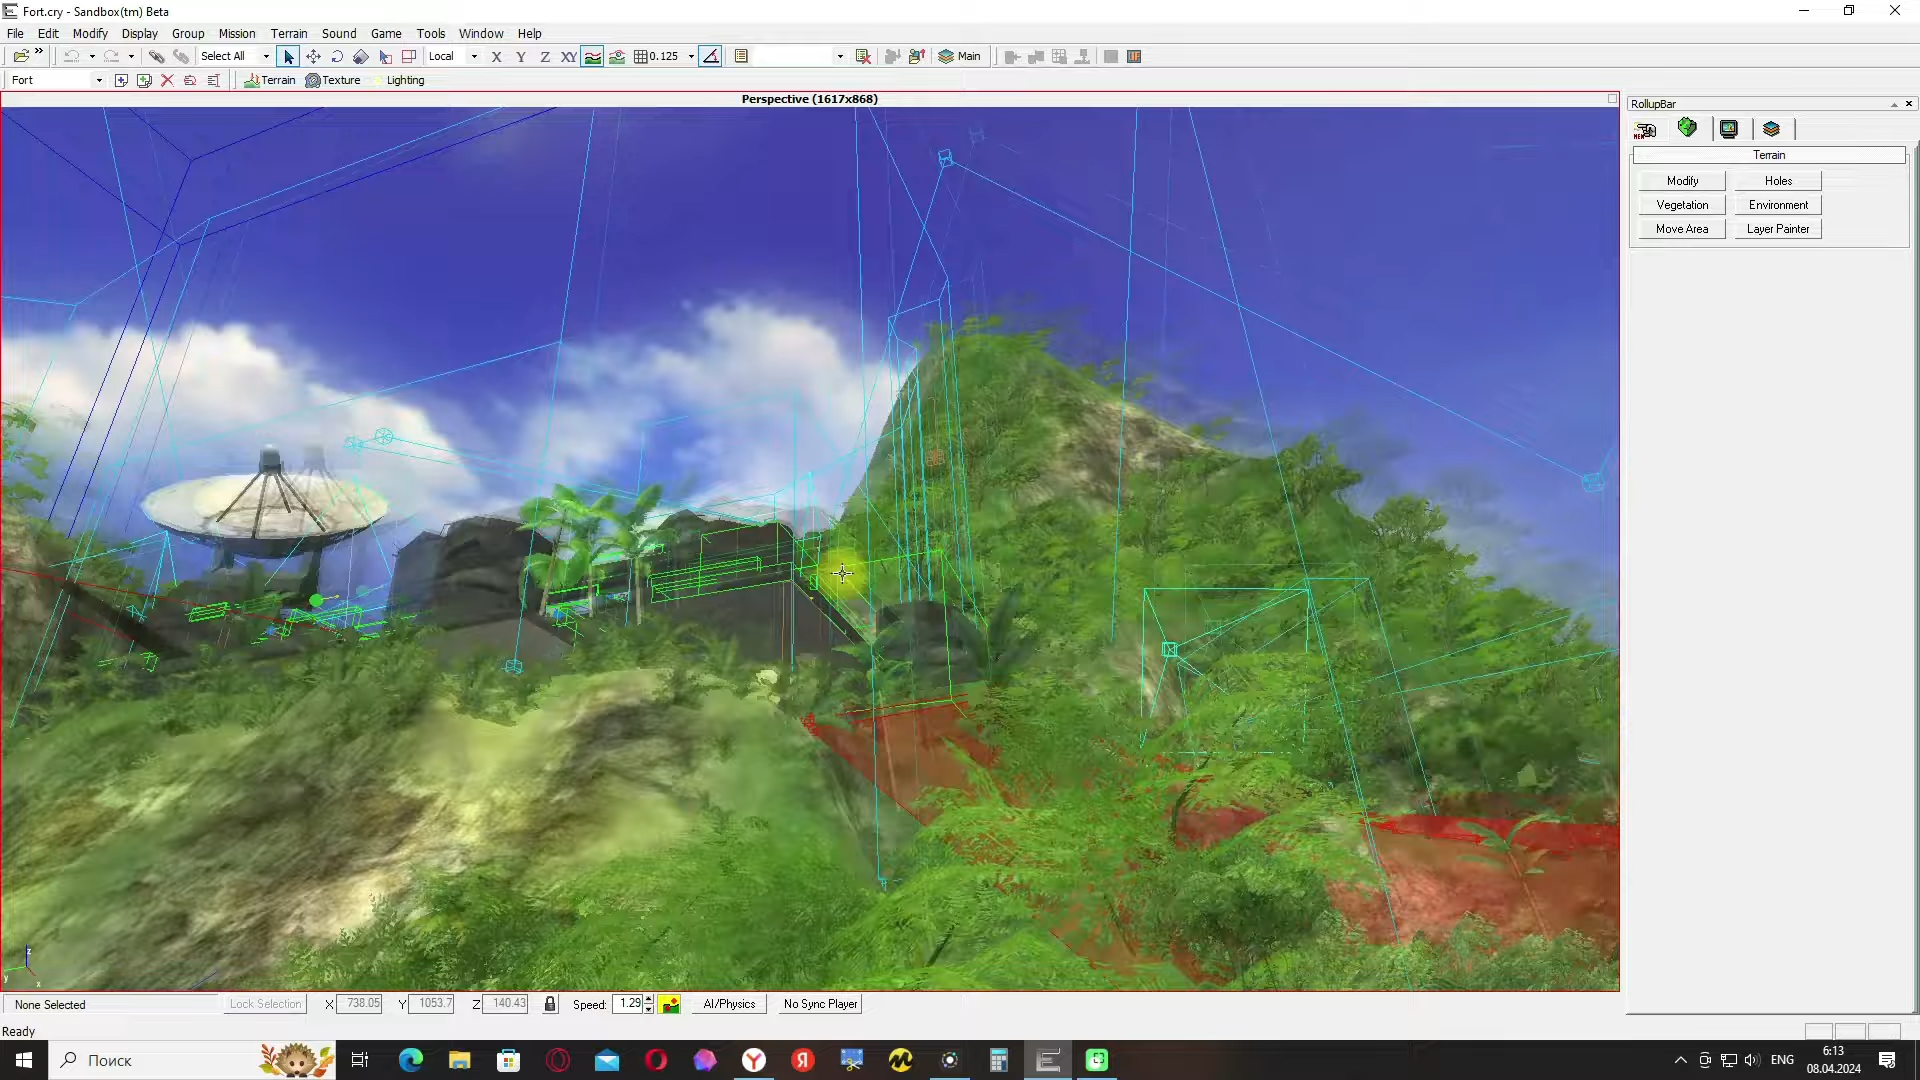 Fort.cry - Sandbox(tm) Beta
File Edit Modify Display Group Mission Terrain Sound Game Tools Window Help
Select All Local X Y Z XY 0.125 Main
Fort Terrain Texture Lighting
Perspective (1617x868)
RollupBar
Terrain
Modify Holes
Vegetation Environment
Move Area Layer Painter
None Selected Lock Selection X 738.05 Y 1053.7 Z 140.43 Speed: 1.29 AI/Physics No Sync Player
Ready
Поиск
ENG
6:13
08.04.2024